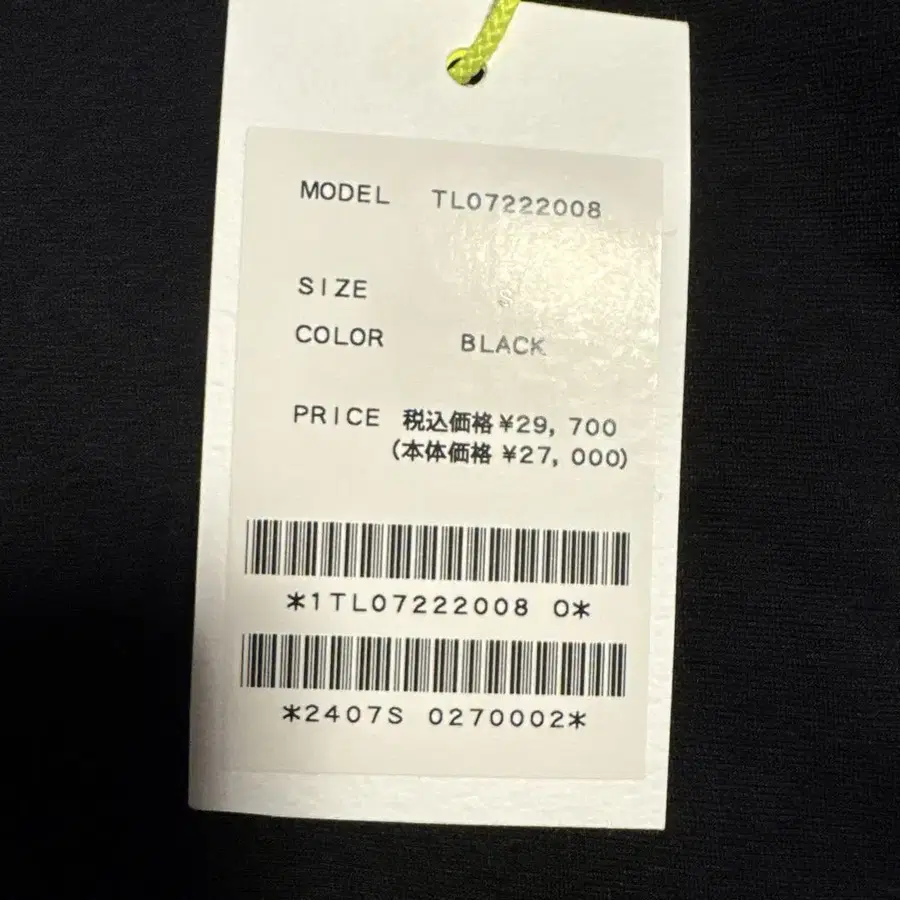 MODEL TL07222008
SIZE
COLOR BLACK
PRICE 税込価格 ¥29, 700
(本体価格 ¥27, 000)
*1TL07222008 0*
*2407S 0270002*